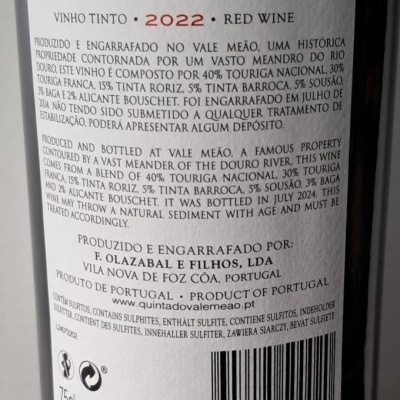 VINHO TINTO • 2022 • RED WINE
PRODUZIDO E ENGARRAFADO NO VALE MEÃO, UMA HISTÓRICA
PROPRIEDADE CONTORNADA POR UM VASTO MEANDRO DO RIO
DOURO, ESTE VINHO É COMPOSTO POR 40% TOURIGA NACIONAL, 30%
TOURIGA FRANCA, 15% TINTA RORIZ, 5% TINTA BARROCA, 5% SOUSÃO,
3% BAGA E 2% ALICANTE BOUSCHET. FOI ENGARRAFADO EM JULHO DE
2024. NÃO TENDO SIDO SUBMETIDO A QUALQUER TRATAMENTO DE
ESTABILIZAÇÃO, PODERÁ APRESENTAR ALGUM DEPÓSITO.
PRODUCED AND BOTTLED AT VALE MEÃO, A FAMOUS PROPERTY
CONTOURED BY A VAST MEANDER OF THE DOURO RIVER, THIS WINE
COMES FROM A BLEND OF 40% TOURIGA NACIONAL, 30% TOURIGA
FRANCA, 15% TINTA RORIZ, 5% TINTA BARROCA, 5% SOUSÃO, 3% BAGA
AND 2% ALICANTE BOUSCHET. IT WAS BOTTLED IN JULY 2024. THIS
WINE MAY THROW A NATURAL SEDIMENT WITH AGE AND MUST BE
TREATED ACCORDINGLY.
PRODUZIDO E ENGARRAFADO POR:
F. OLAZABAL E FILHOS, LDA
VILA NOVA DE FOZ CÔA, PORTUGAL
PRODUTO DE PORTUGAL • PRODUCT OF PORTUGAL
www.quintadovalemeao.pt
CONTÉM SULFITOS, CONTAINS SULPHITES, ENTHÄLT SULFITE, CONTIENE SULFITOS, INDEHOLDER
SULFITTER, CONTIENT DES SULFITES, INNEHALLER SULFITER, ZAWIERA SIARCZY, BEVAT SULFIETE
75cl